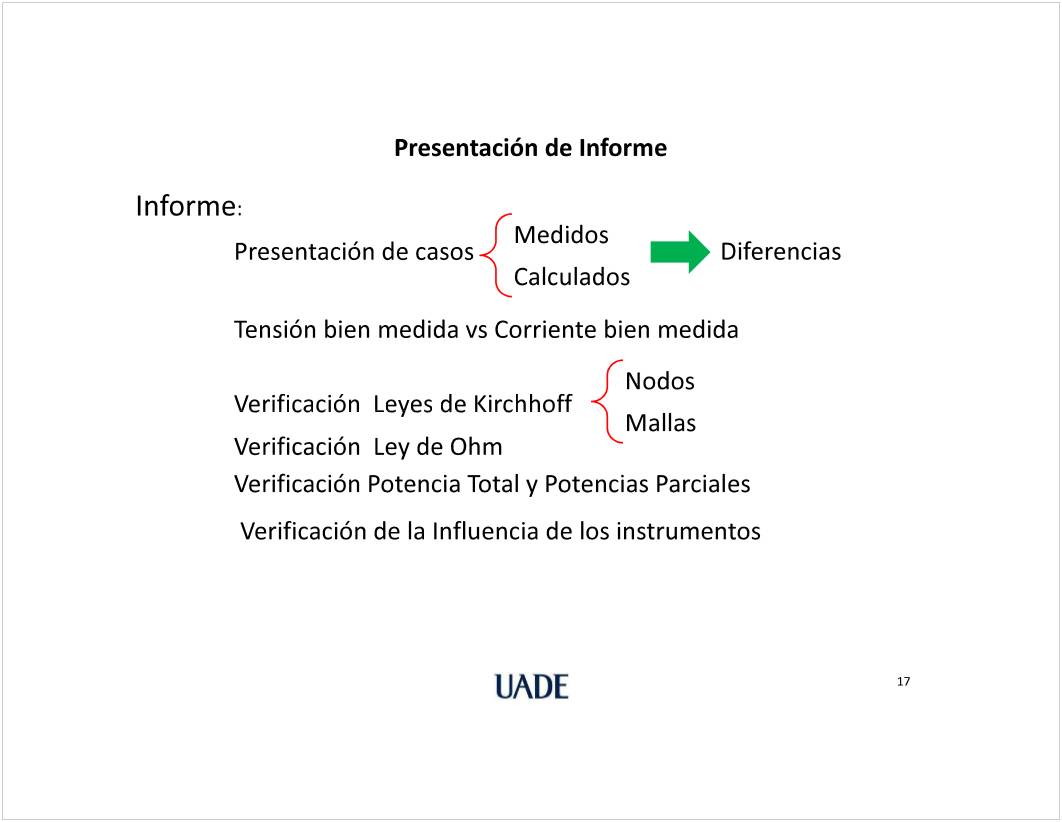 Presentación de Informe
Informe:
Presentación de casos
Medidos
Calculados
Diferencias
Tensión bien medida vs Corriente bien medida
Verificación Leyes de Kirchhoff
Nodos
Mallas
Verificación Ley de Ohm
Verificación Potencia Total y Potencias Parciales
Verificación de la Influencia de los instrumentos
UADE
17